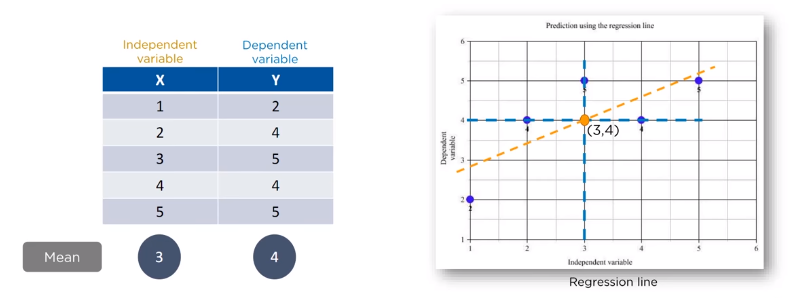 Independent
variable
Dependent
variable
X Y
1 2
2 4
3 5
4 4
5 5
Mean 3 4
Prediction using the regression line
6
5
4
3
2
1
1 2 3 4 5 6
5
5
4
(3,4)
4
2
Dependent
variable
Independent variable
Regression line